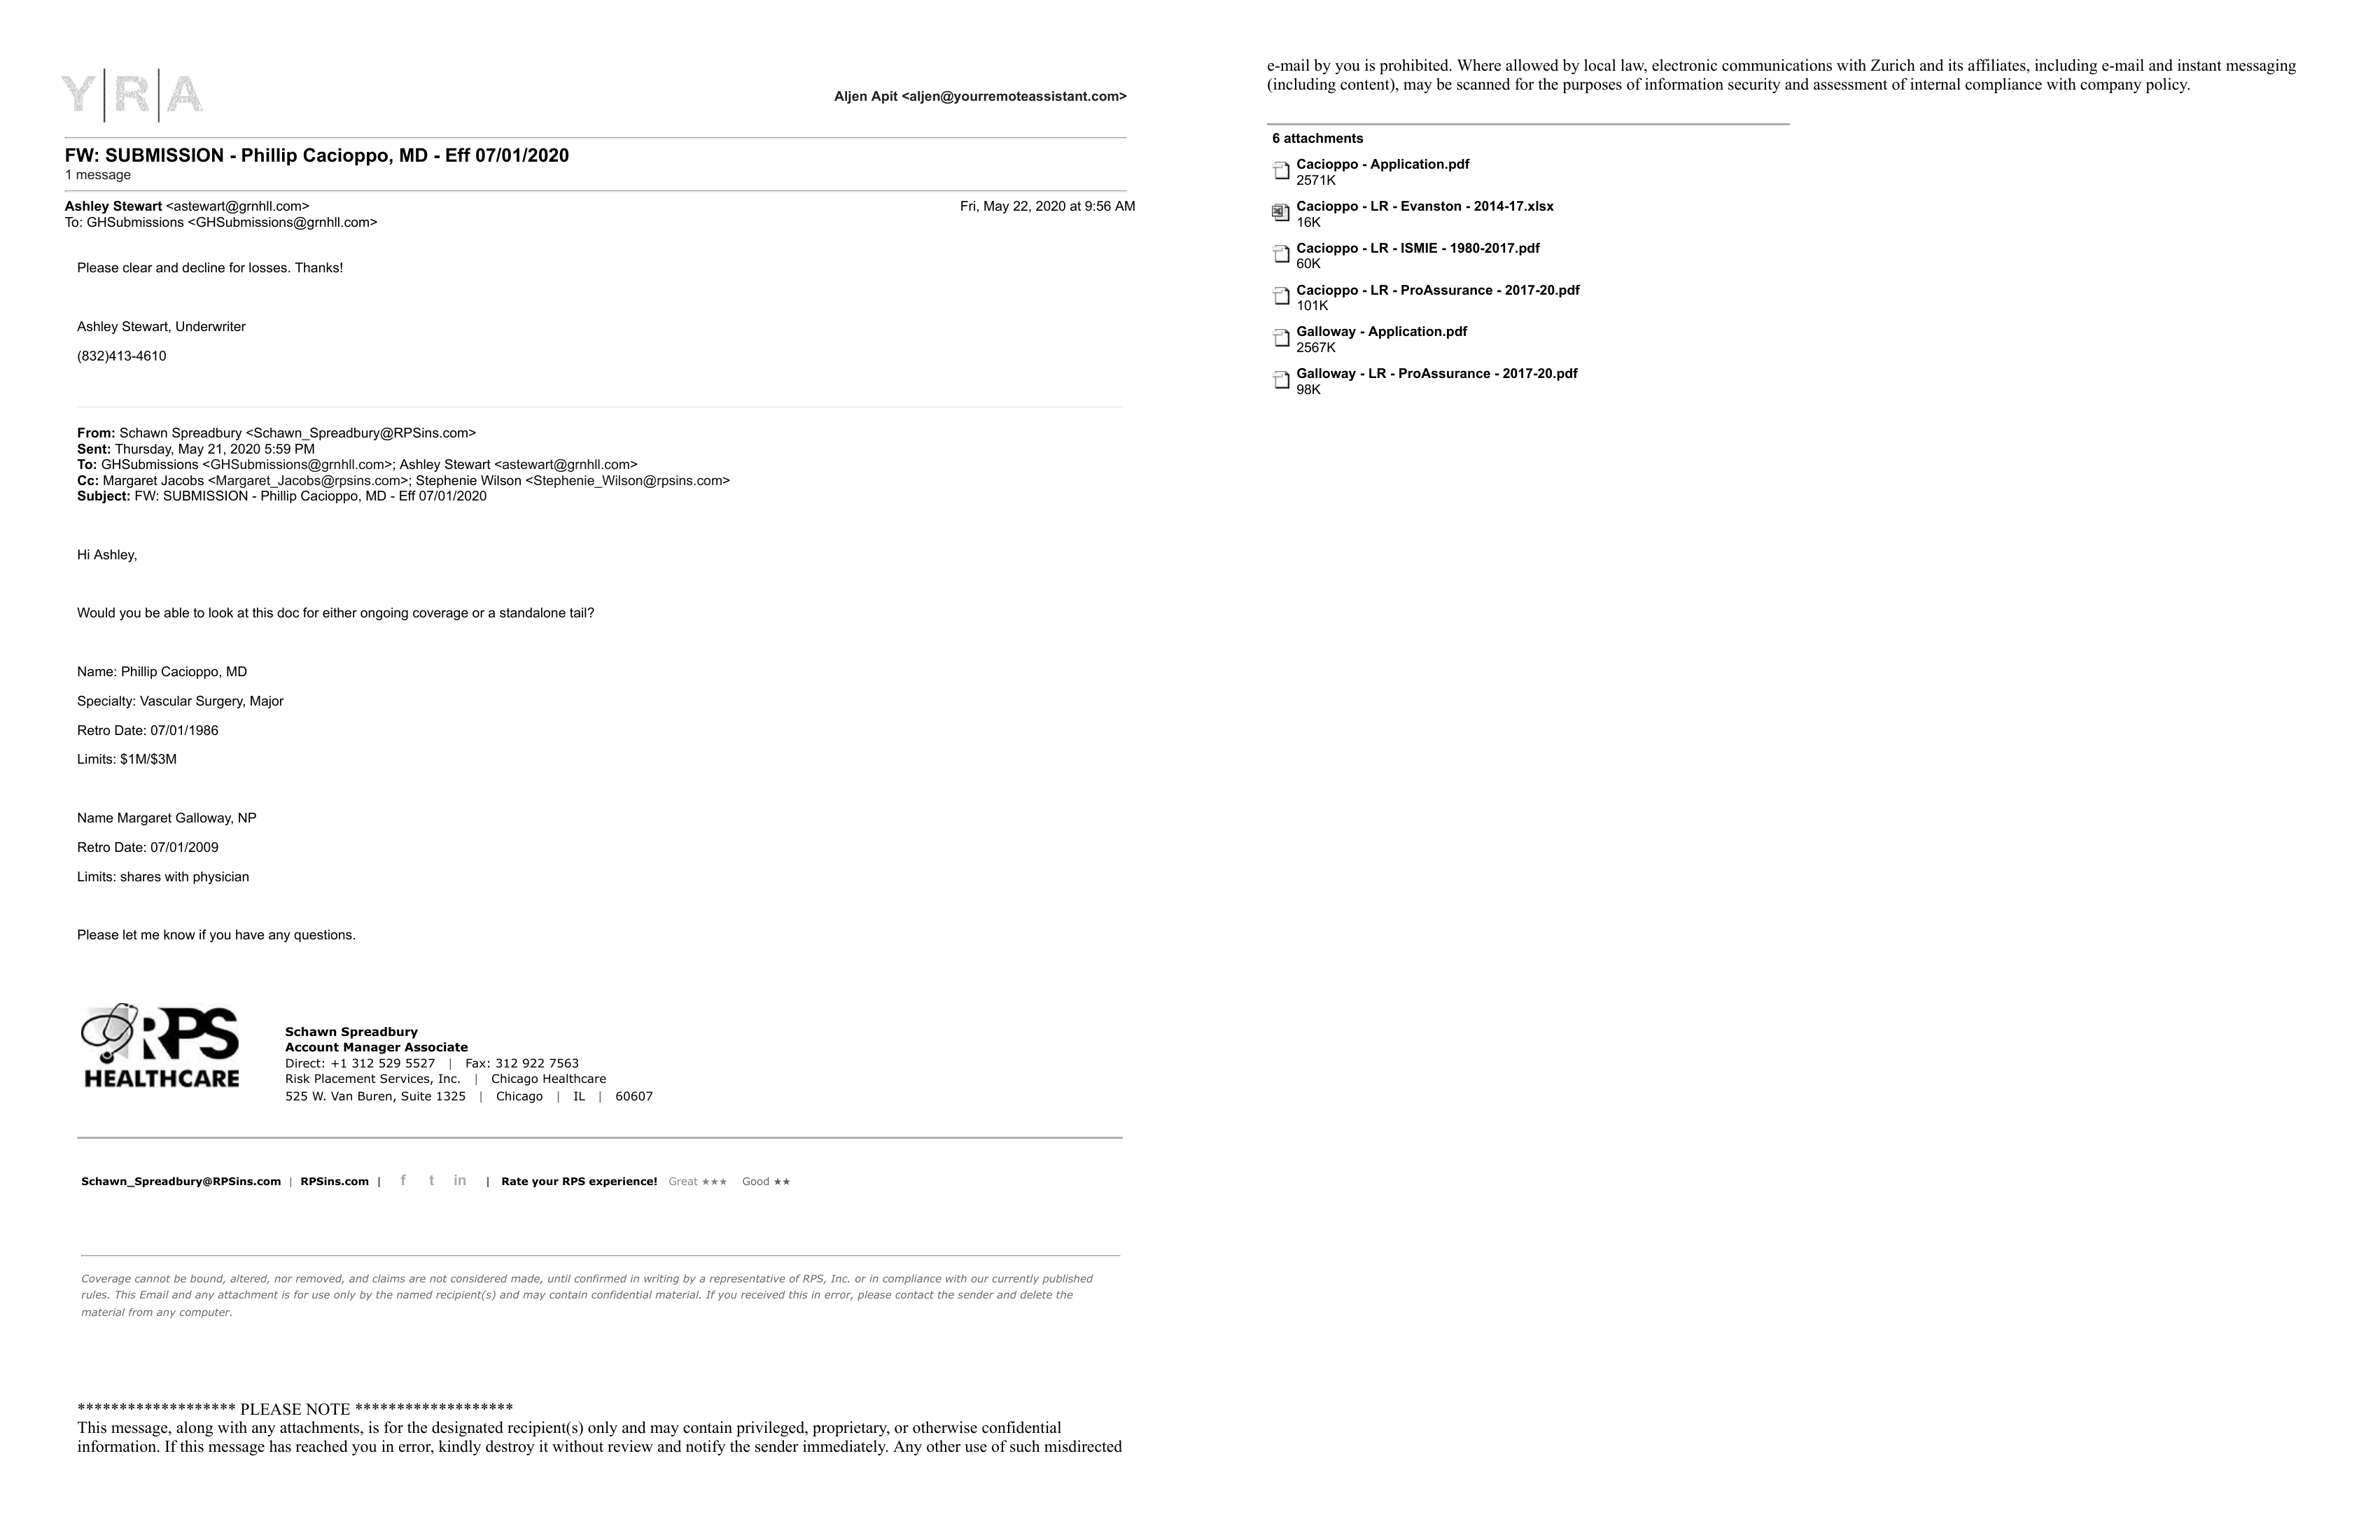 Y|R|A
Aljen Apit <aljen@yourremoteassistant.com>
FW: SUBMISSION - Phillip Cacioppo, MD - Eff 07/01/2020
1 message
Ashley Stewart <astewart@grnhll.com>
Fri, May 22, 2020 at 9:56 AM
To: GHSubmissions <GHSubmissions@grnhll.com>
Please clear and decline for losses. Thanks!
Ashley Stewart, Underwriter
(832)413-4610
From: Schawn Spreadbury <Schawn_Spreadbury@RPSins.com>
Sent: Thursday, May 21, 2020 5:59 PM
To: GHSubmissions <GHSubmissions@grnhll.com>; Ashley Stewart <astewart@grnhll.com>
Cc: Margaret Jacobs <Margaret_Jacobs@rpsins.com>; Stephenie Wilson <Stephenie_Wilson@rpsins.com>
Subject: FW: SUBMISSION - Phillip Cacioppo, MD - Eff 07/01/2020
Hi Ashley,
Would you be able to look at this doc for either ongoing coverage or a standalone tail?
Name: Phillip Cacioppo, MD
Specialty: Vascular Surgery, Major
Retro Date: 07/01/1986
Limits: $1M/$3M
Name Margaret Galloway, NP
Retro Date: 07/01/2009
Limits: shares with physician
Please let me know if you have any questions.
RPS
HEALTHCARE
Schawn Spreadbury
Account Manager Associate
Direct: +1 312 529 5527 | Fax: 312 922 7563
Risk Placement Services, Inc. | Chicago Healthcare
525 W. Van Buren, Suite 1325 | Chicago | IL | 60607
Schawn_Spreadbury@RPSins.com | RPSins.com | f t in | Rate your RPS experience! Great ★★★ Good ★★
Coverage cannot be bound, altered, nor removed, and claims are not considered made, until confirmed in writing by a representative of RPS, Inc. or in compliance with our currently published
rules. This Email and any attachment is for use only by the named recipient(s) and may contain confidential material. If you received this in error, please contact the sender and delete the
material from any computer.
******************* PLEASE NOTE *******************
This message, along with any attachments, is for the designated recipient(s) only and may contain privileged, proprietary, or otherwise confidential
information. If this message has reached you in error, kindly destroy it without review and notify the sender immediately. Any other use of such misdirected
e-mail by you is prohibited. Where allowed by local law, electronic communications with Zurich and its affiliates, including e-mail and instant messaging
(including content), may be scanned for the purposes of information security and assessment of internal compliance with company policy.
6 attachments
Cacioppo - Application.pdf
2571K
Cacioppo - LR - Evanston - 2014-17.xlsx
16K
Cacioppo - LR - ISMIE - 1980-2017.pdf
60K
Cacioppo - LR - ProAssurance - 2017-20.pdf
101K
Galloway - Application.pdf
2567K
Galloway - LR - ProAssurance - 2017-20.pdf
98K